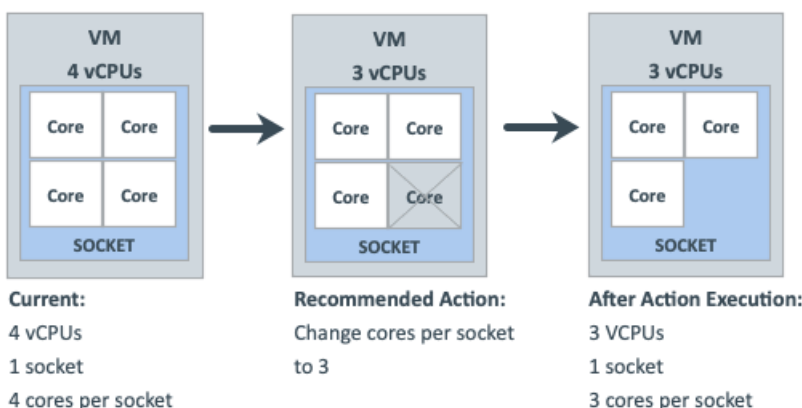 VM
4 vCPUs
Core Core
Core Core
SOCKET
Current:
4 vCPUs
1 socket
4 cores per socket
VM
3 vCPUs
Core Core
Core Core
SOCKET
Recommended Action:
Change cores per socket
to 3
VM
3 vCPUs
Core Core
Core
SOCKET
After Action Execution:
3 VCPUs
1 socket
3 cores per socket